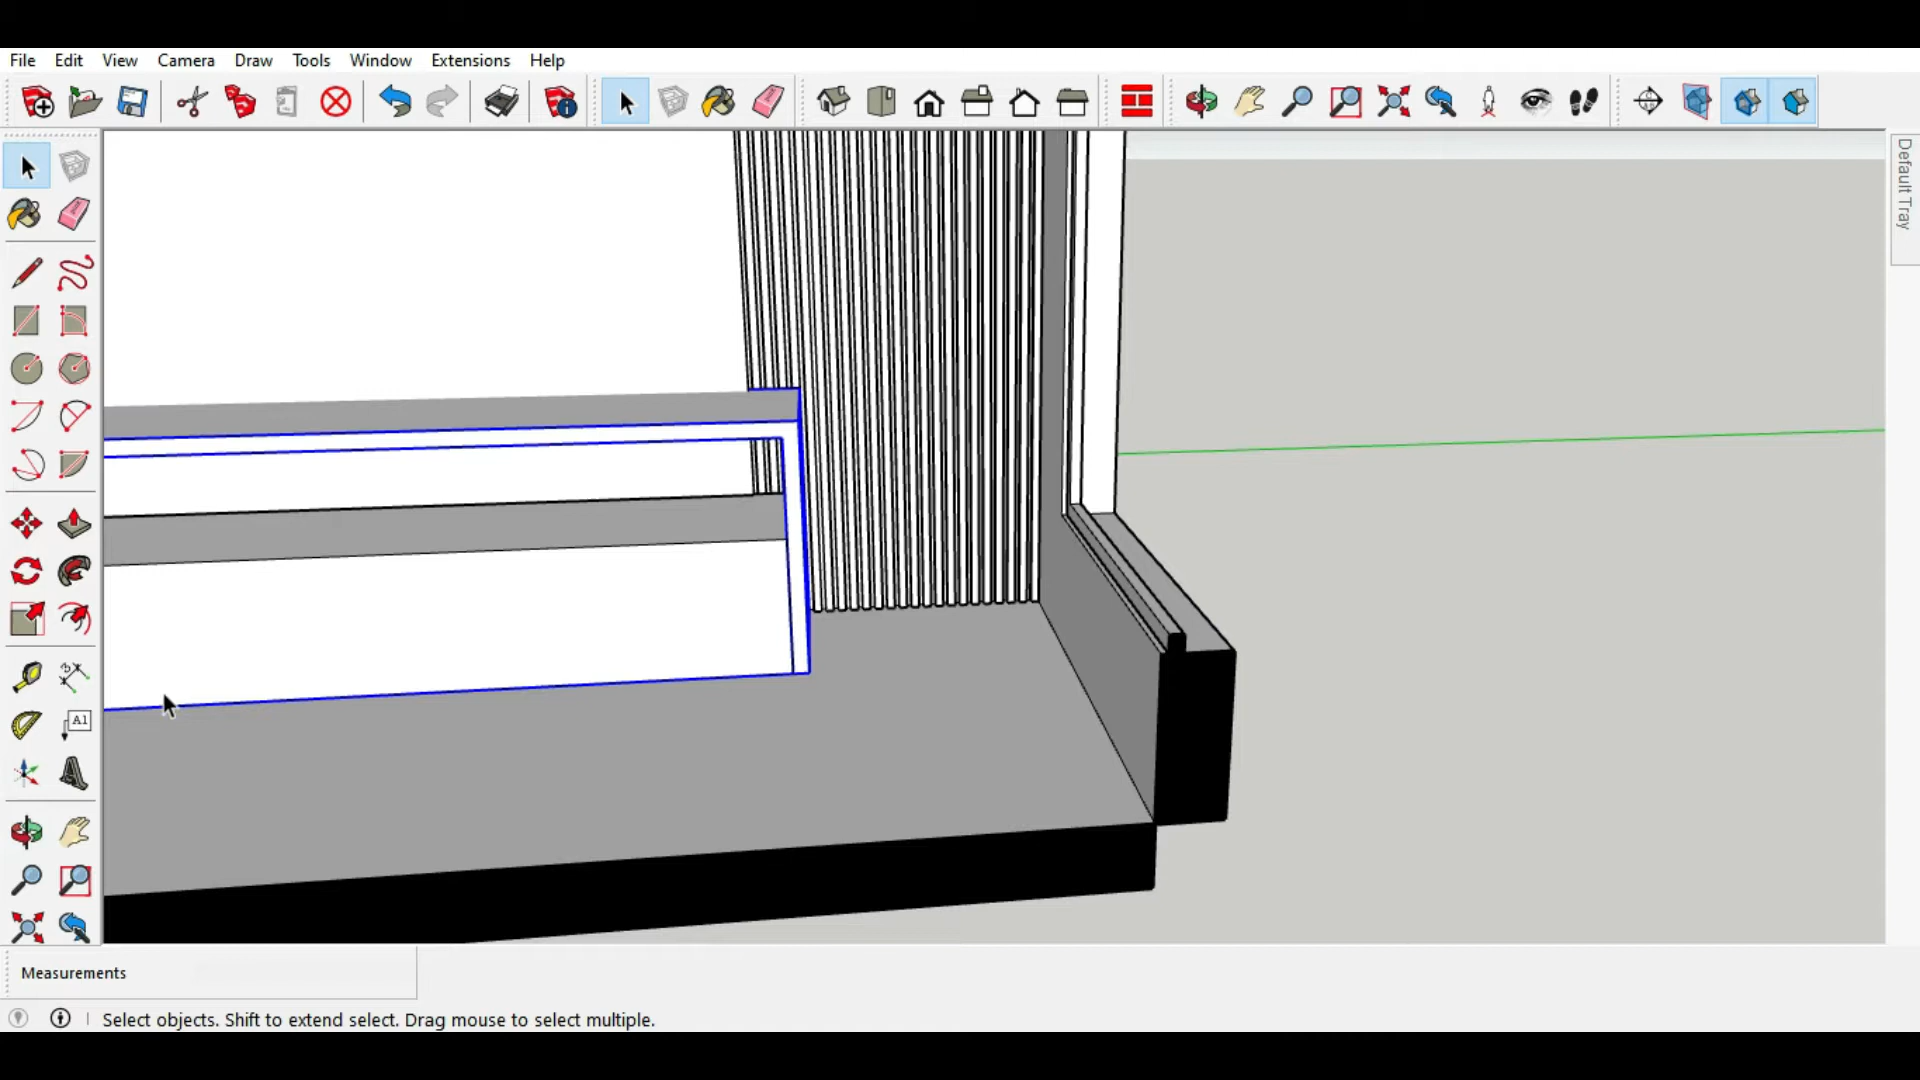 File Edit View Camera Draw Tools Window Extensions Help
Default Tray
A1
Measurements
Select objects. Shift to extend select. Drag mouse to select multiple.